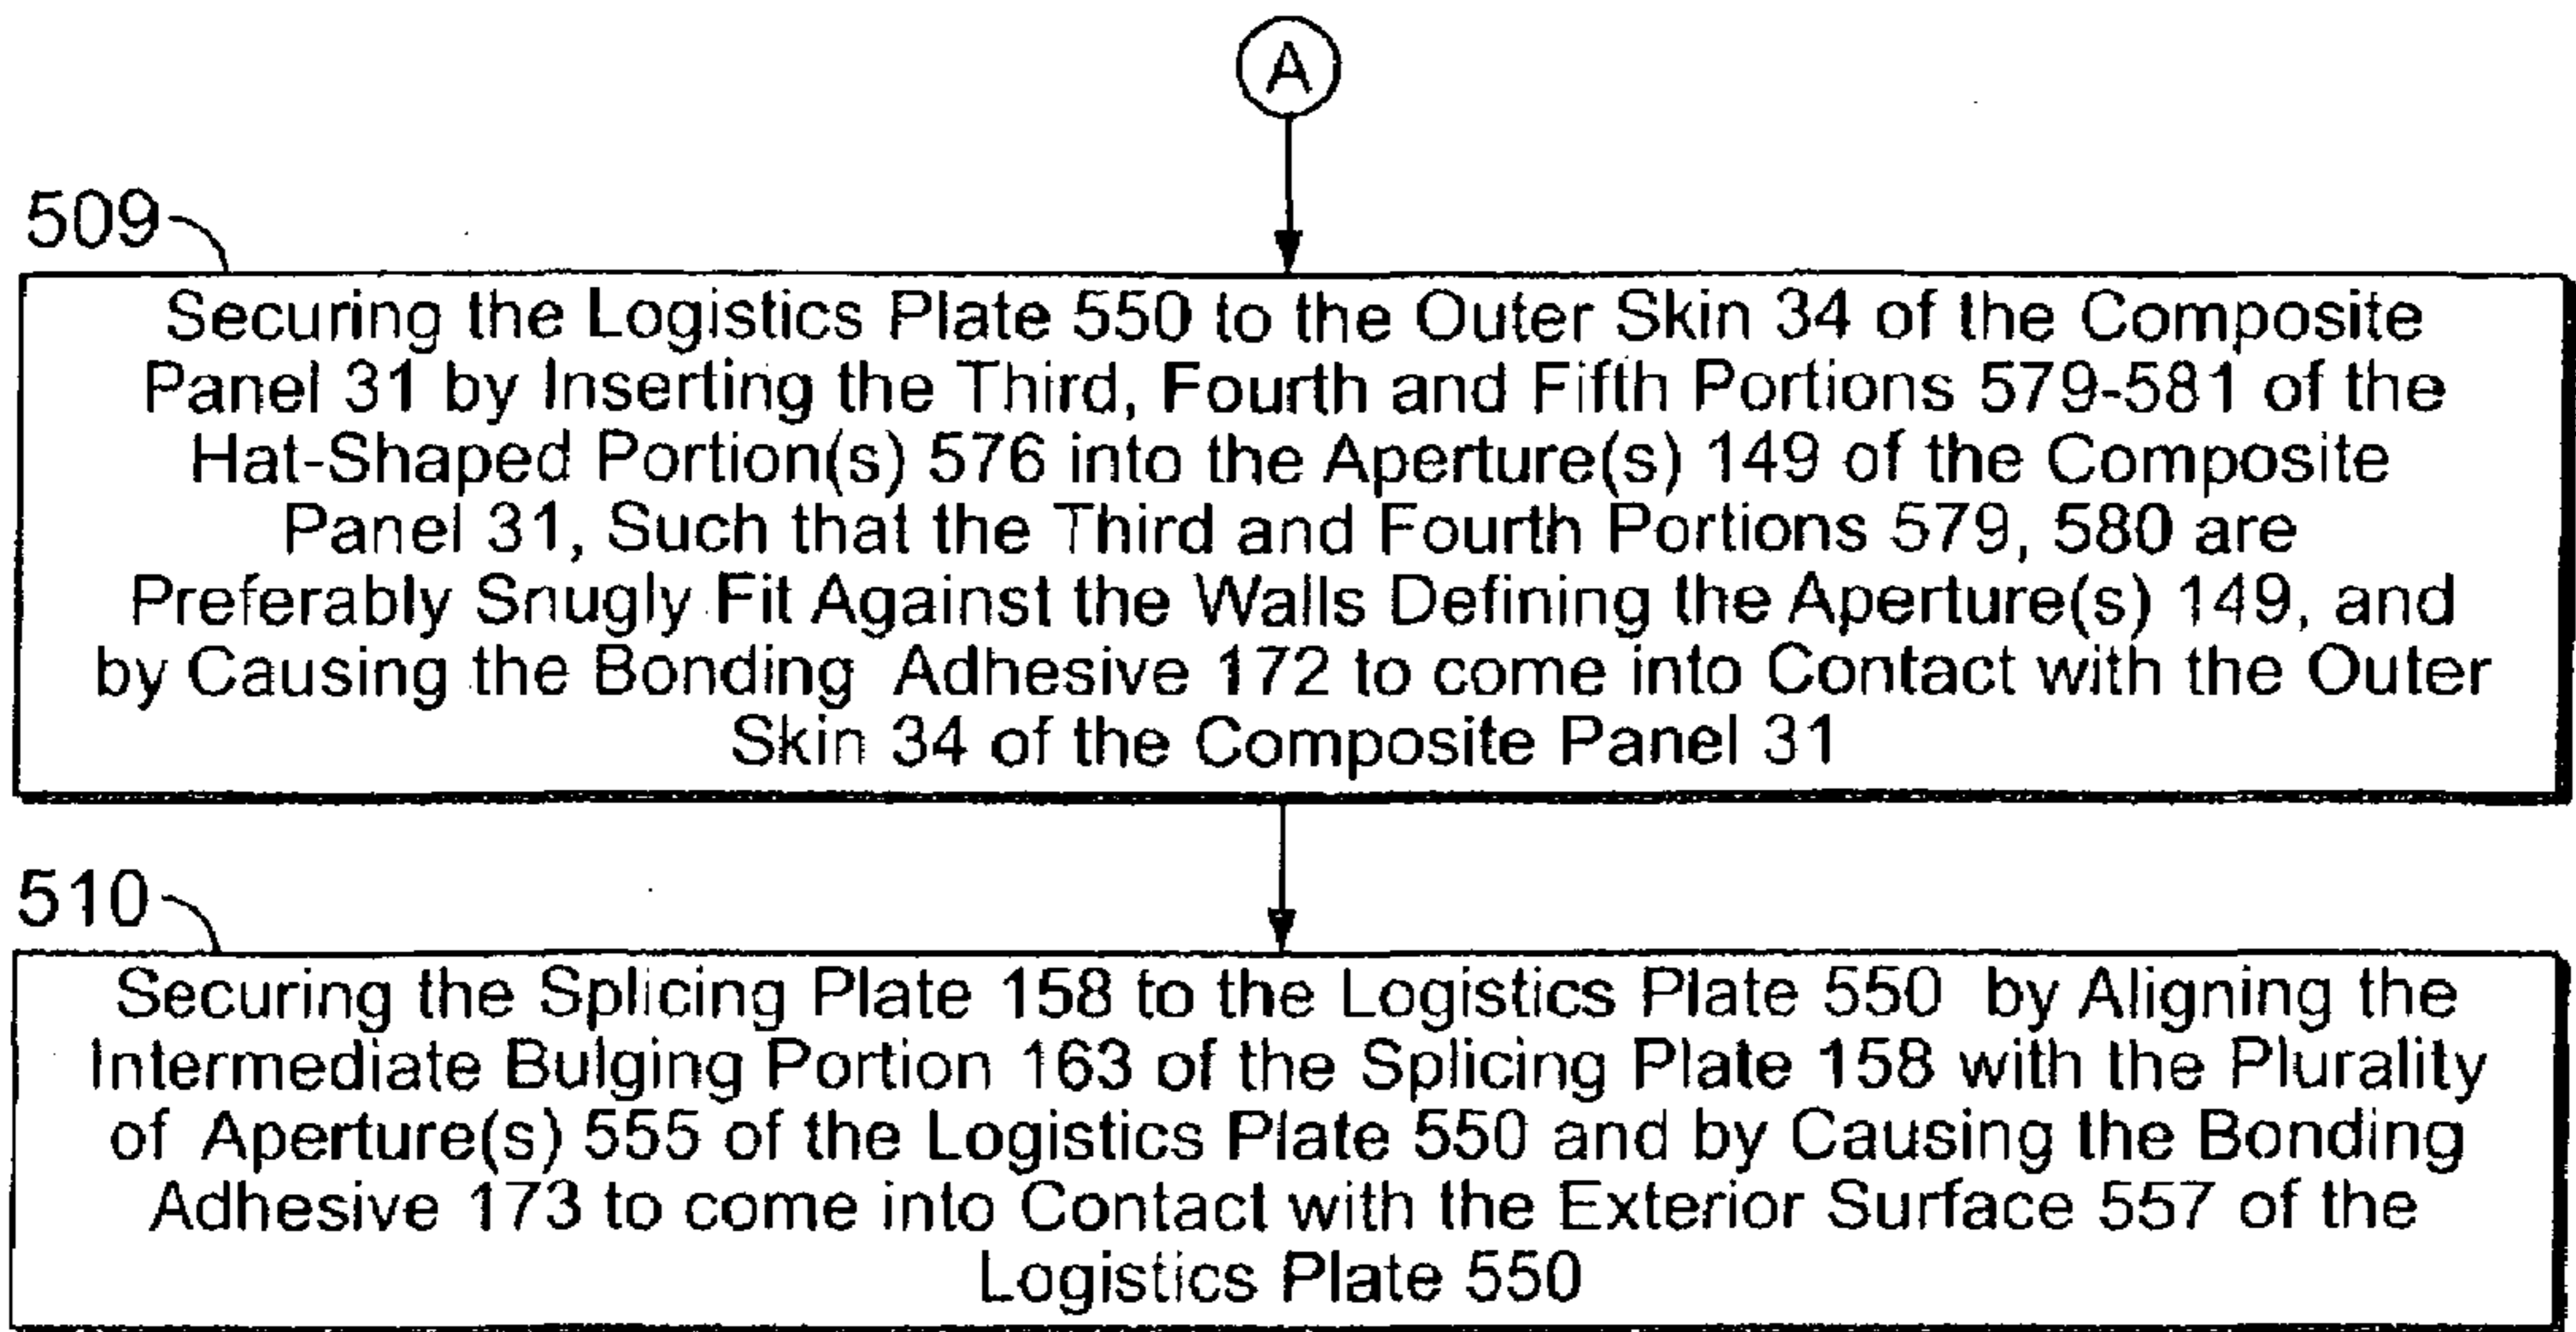 A
509
Securing the Logistics Plate 550 to the Outer Skin 34 of the Composite
Panel 31 by Inserting the Third, Fourth and Fifth Portions 579-581 of the
Hat-Shaped Portion(s) 576 into the Aperture(s) 149 of the Composite
Panel 31, Such that the Third and Fourth Portions 579, 580 are
Preferably Snugly Fit Against the Walls Defining the Aperture(s) 149, and
by Causing the Bonding Adhesive 172 to come into Contact with the Outer
Skin 34 of the Composite Panel 31
510
Securing the Splicing Plate 158 to the Logistics Plate 550 by Aligning the
Intermediate Bulging Portion 163 of the Splicing Plate 158 with the Plurality
of Aperture(s) 555 of the Logistics Plate 550 and by Causing the Bonding
Adhesive 173 to come into Contact with the Exterior Surface 557 of the
Logistics Plate 550